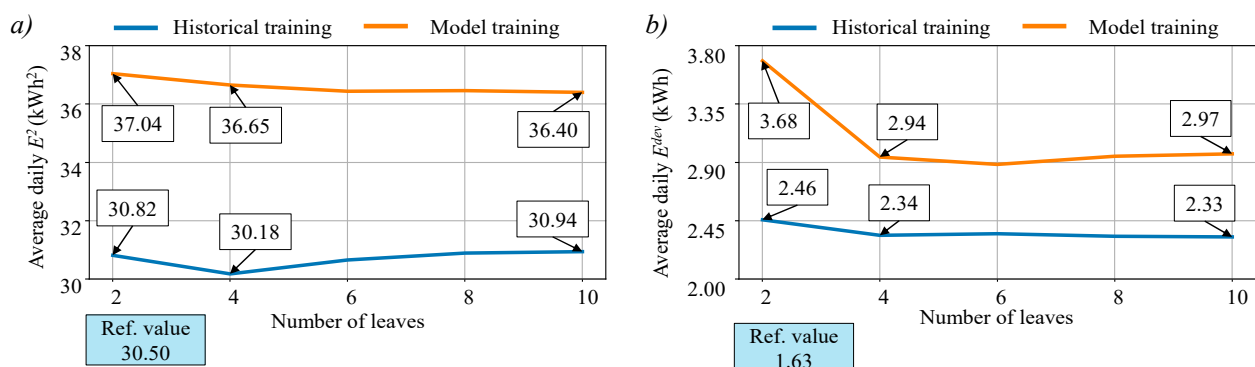 a)
Historical training
Model training
Average daily E² (kWh²)
38
36
34
32
30
37.04
36.65
36.40
30.82
30.18
30.94
2
4
6
8
10
Number of leaves
Ref. value
30.50
b)
Historical training
Model training
Average daily E^dev (kWh)
3.80
3.35
2.90
2.45
2.00
3.68
2.94
2.97
2.46
2.34
2.33
2
4
6
8
10
Number of leaves
Ref. value
1.63